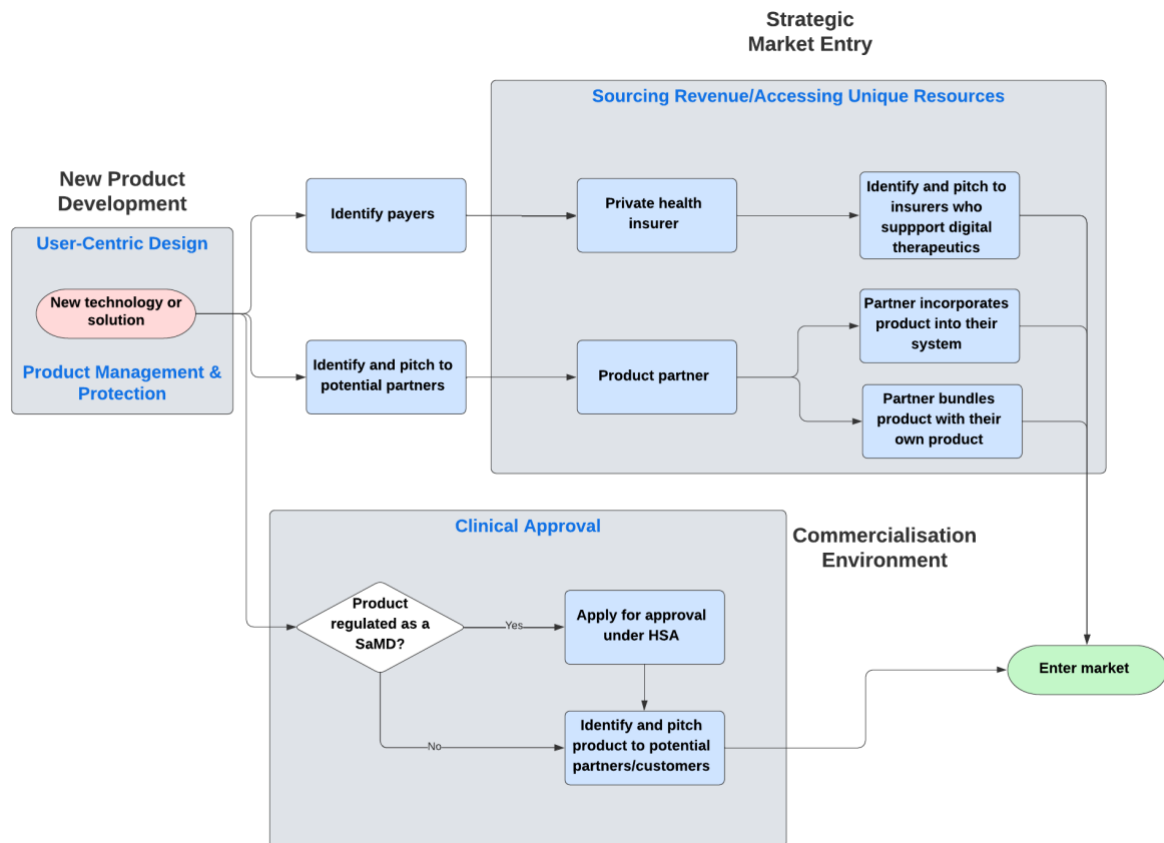 Strategic
Market Entry
Sourcing Revenue/Accessing Unique Resources
New Product
Development
User-Centric Design
New technology or
solution
Product Management &
Protection
Identify payers
Private health
insurer
Identify and pitch to
insurers who
suppport digital
therapeutics
Identify and pitch to
potential partners
Product partner
Partner incorporates
product into their
system
Partner bundles
product with their
own product
Clinical Approval
Commercialisation
Environment
Product
regulated as a
SaMD?
Yes
Apply for approval
under HSA
No
Identify and pitch
product to potential
partners/customers
Enter market